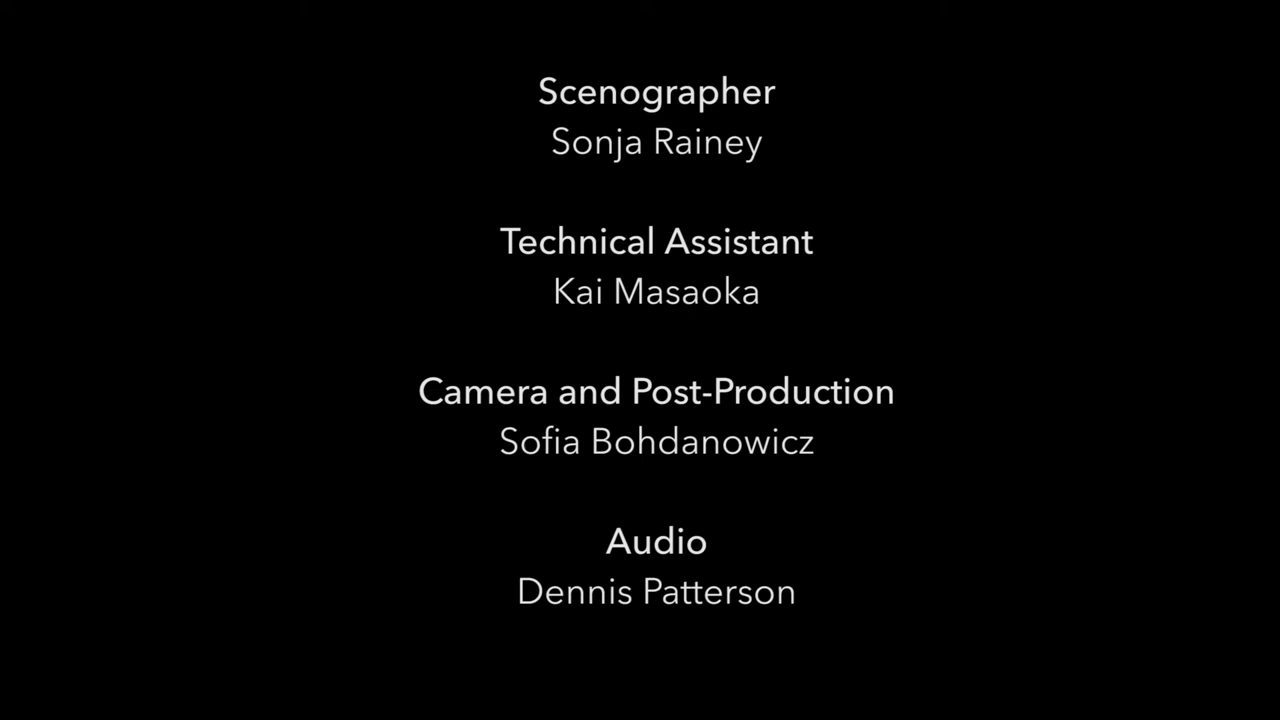 Scenographer
Sonja Rainey
Technical Assistant
Kai Masaoka
Camera and Post-Production
Sofia Bohdanowicz
Audio
Dennis Patterson